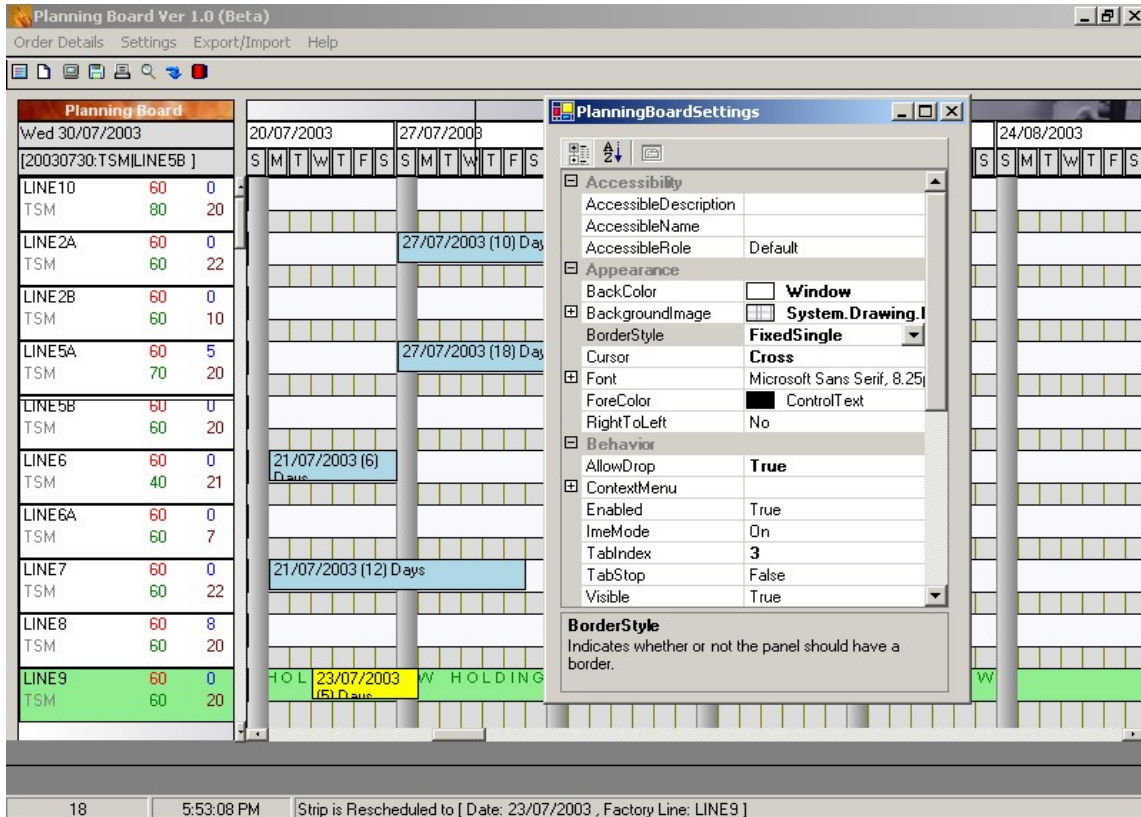 Planning Board Ver 1.0 (Beta)
Order Details Settings Export/Import Help
Planning Board
Wed 30/07/2003
[20030730:TSM|LINE5B ]
20/07/2003 27/07/2003 24/08/2003
S M T W T F S S M T W T F S S S M T W T F S
LINE10 60 0
TSM 80 20
LINE2A 60 0
TSM 60 22
27/07/2003 (10) Day
LINE2B 60 0
TSM 60 10
LINE5A 60 5
TSM 70 20
27/07/2003 (18) Day
LINE5B 60 0
TSM 60 20
LINE6 60 0
TSM 40 21
21/07/2003 (6)
Days
LINE6A 60 0
TSM 60 7
LINE7 60 0
TSM 60 22
21/07/2003 (12) Days
LINE8 60 8
TSM 60 20
LINE9 60 0
TSM 60 20
HOL 23/07/2003 W HOLDING W
(5) Days
PlanningBoardSettings
Accessibility
AccessibleDescription
AccessibleName
AccessibleRole Default
Appearance
BackColor Window
BackgroundImage System.Drawing.
BorderStyle FixedSingle
Cursor Cross
Font Microsoft Sans Serif, 8.25
ForeColor ControlText
RightToLeft No
Behavior
AllowDrop True
ContextMenu
Enabled True
ImeMode On
TabIndex 3
TabStop False
Visible True
BorderStyle
Indicates whether or not the panel should have a
border.
18 5:53:08 PM Strip is Rescheduled to [ Date: 23/07/2003 , Factory Line: LINE9 ]